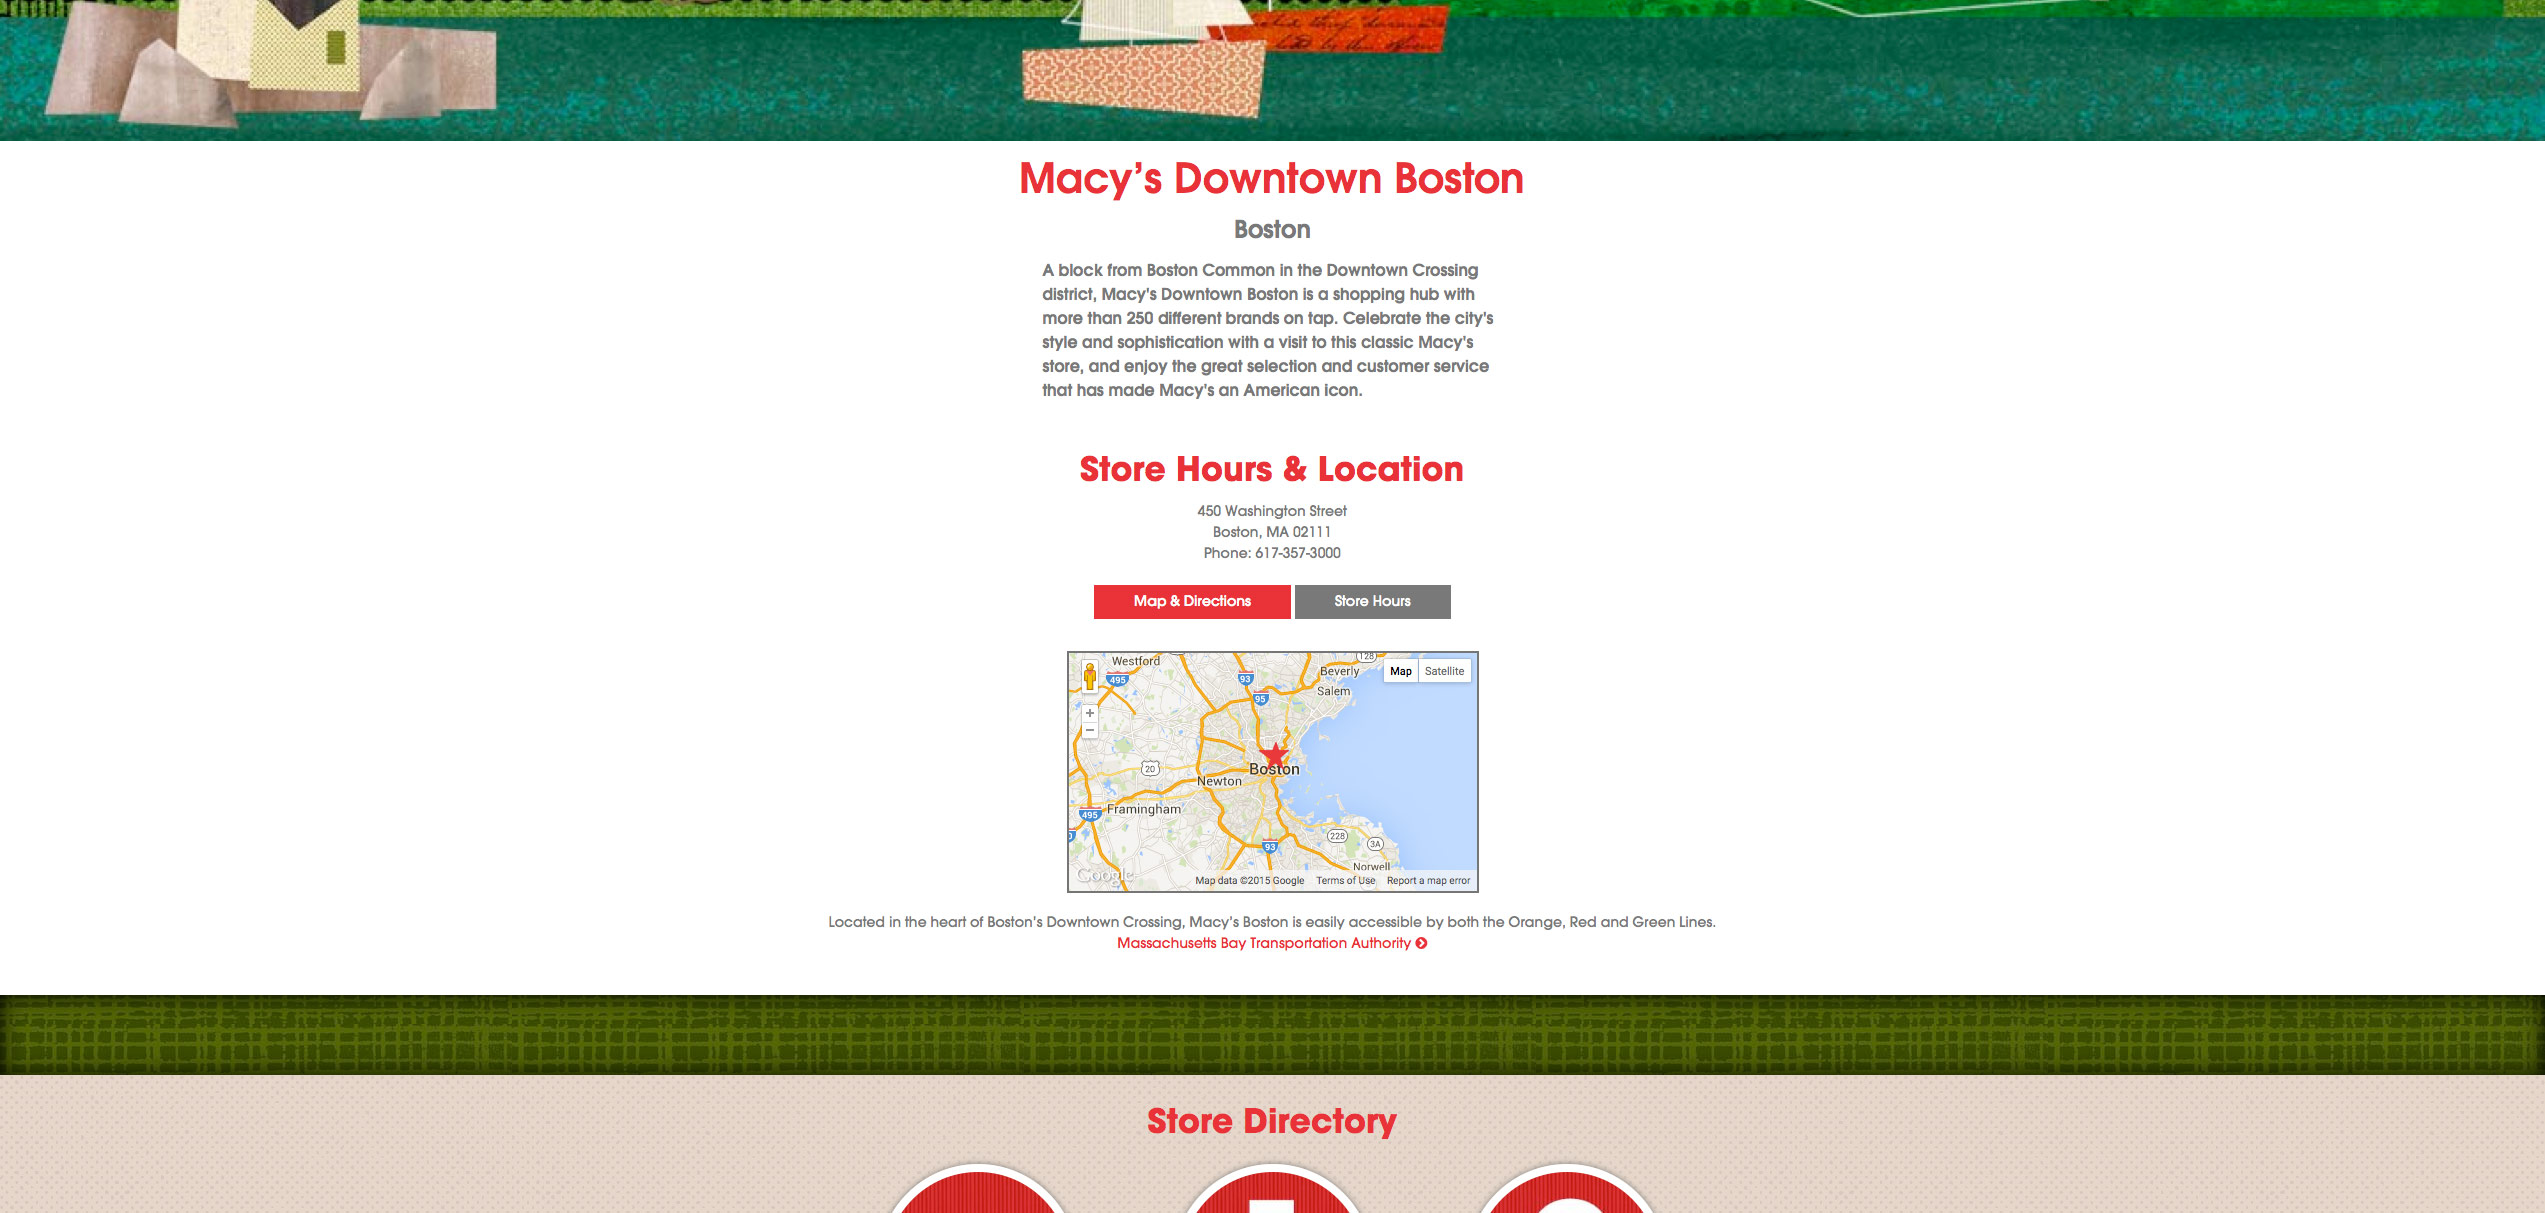 Macy's Downtown Boston
Boston
A block from Boston Common in the Downtown Crossing
district, Macy's Downtown Boston is a shopping hub with
more than 250 different brands on tap. Celebrate the city's
style and sophistication with a visit to this classic Macy's
store, and enjoy the great selection and customer service
that has made Macy's an American icon.
Store Hours & Location
450 Washington Street
Boston, MA 02111
Phone: 617-357-3000
Map & Directions Store Hours
Westford
128
Beverly
Map Satellite
495
93
Salem
95
+
−
Boston
20
Newton
Framingham
495
228
3A
93
Norwell
Google
Map data ©2015 Google Terms of Use Report a map error
Located in the heart of Boston's Downtown Crossing, Macy's Boston is easily accessible by both the Orange, Red and Green Lines.
Massachusetts Bay Transportation Authority
Store Directory